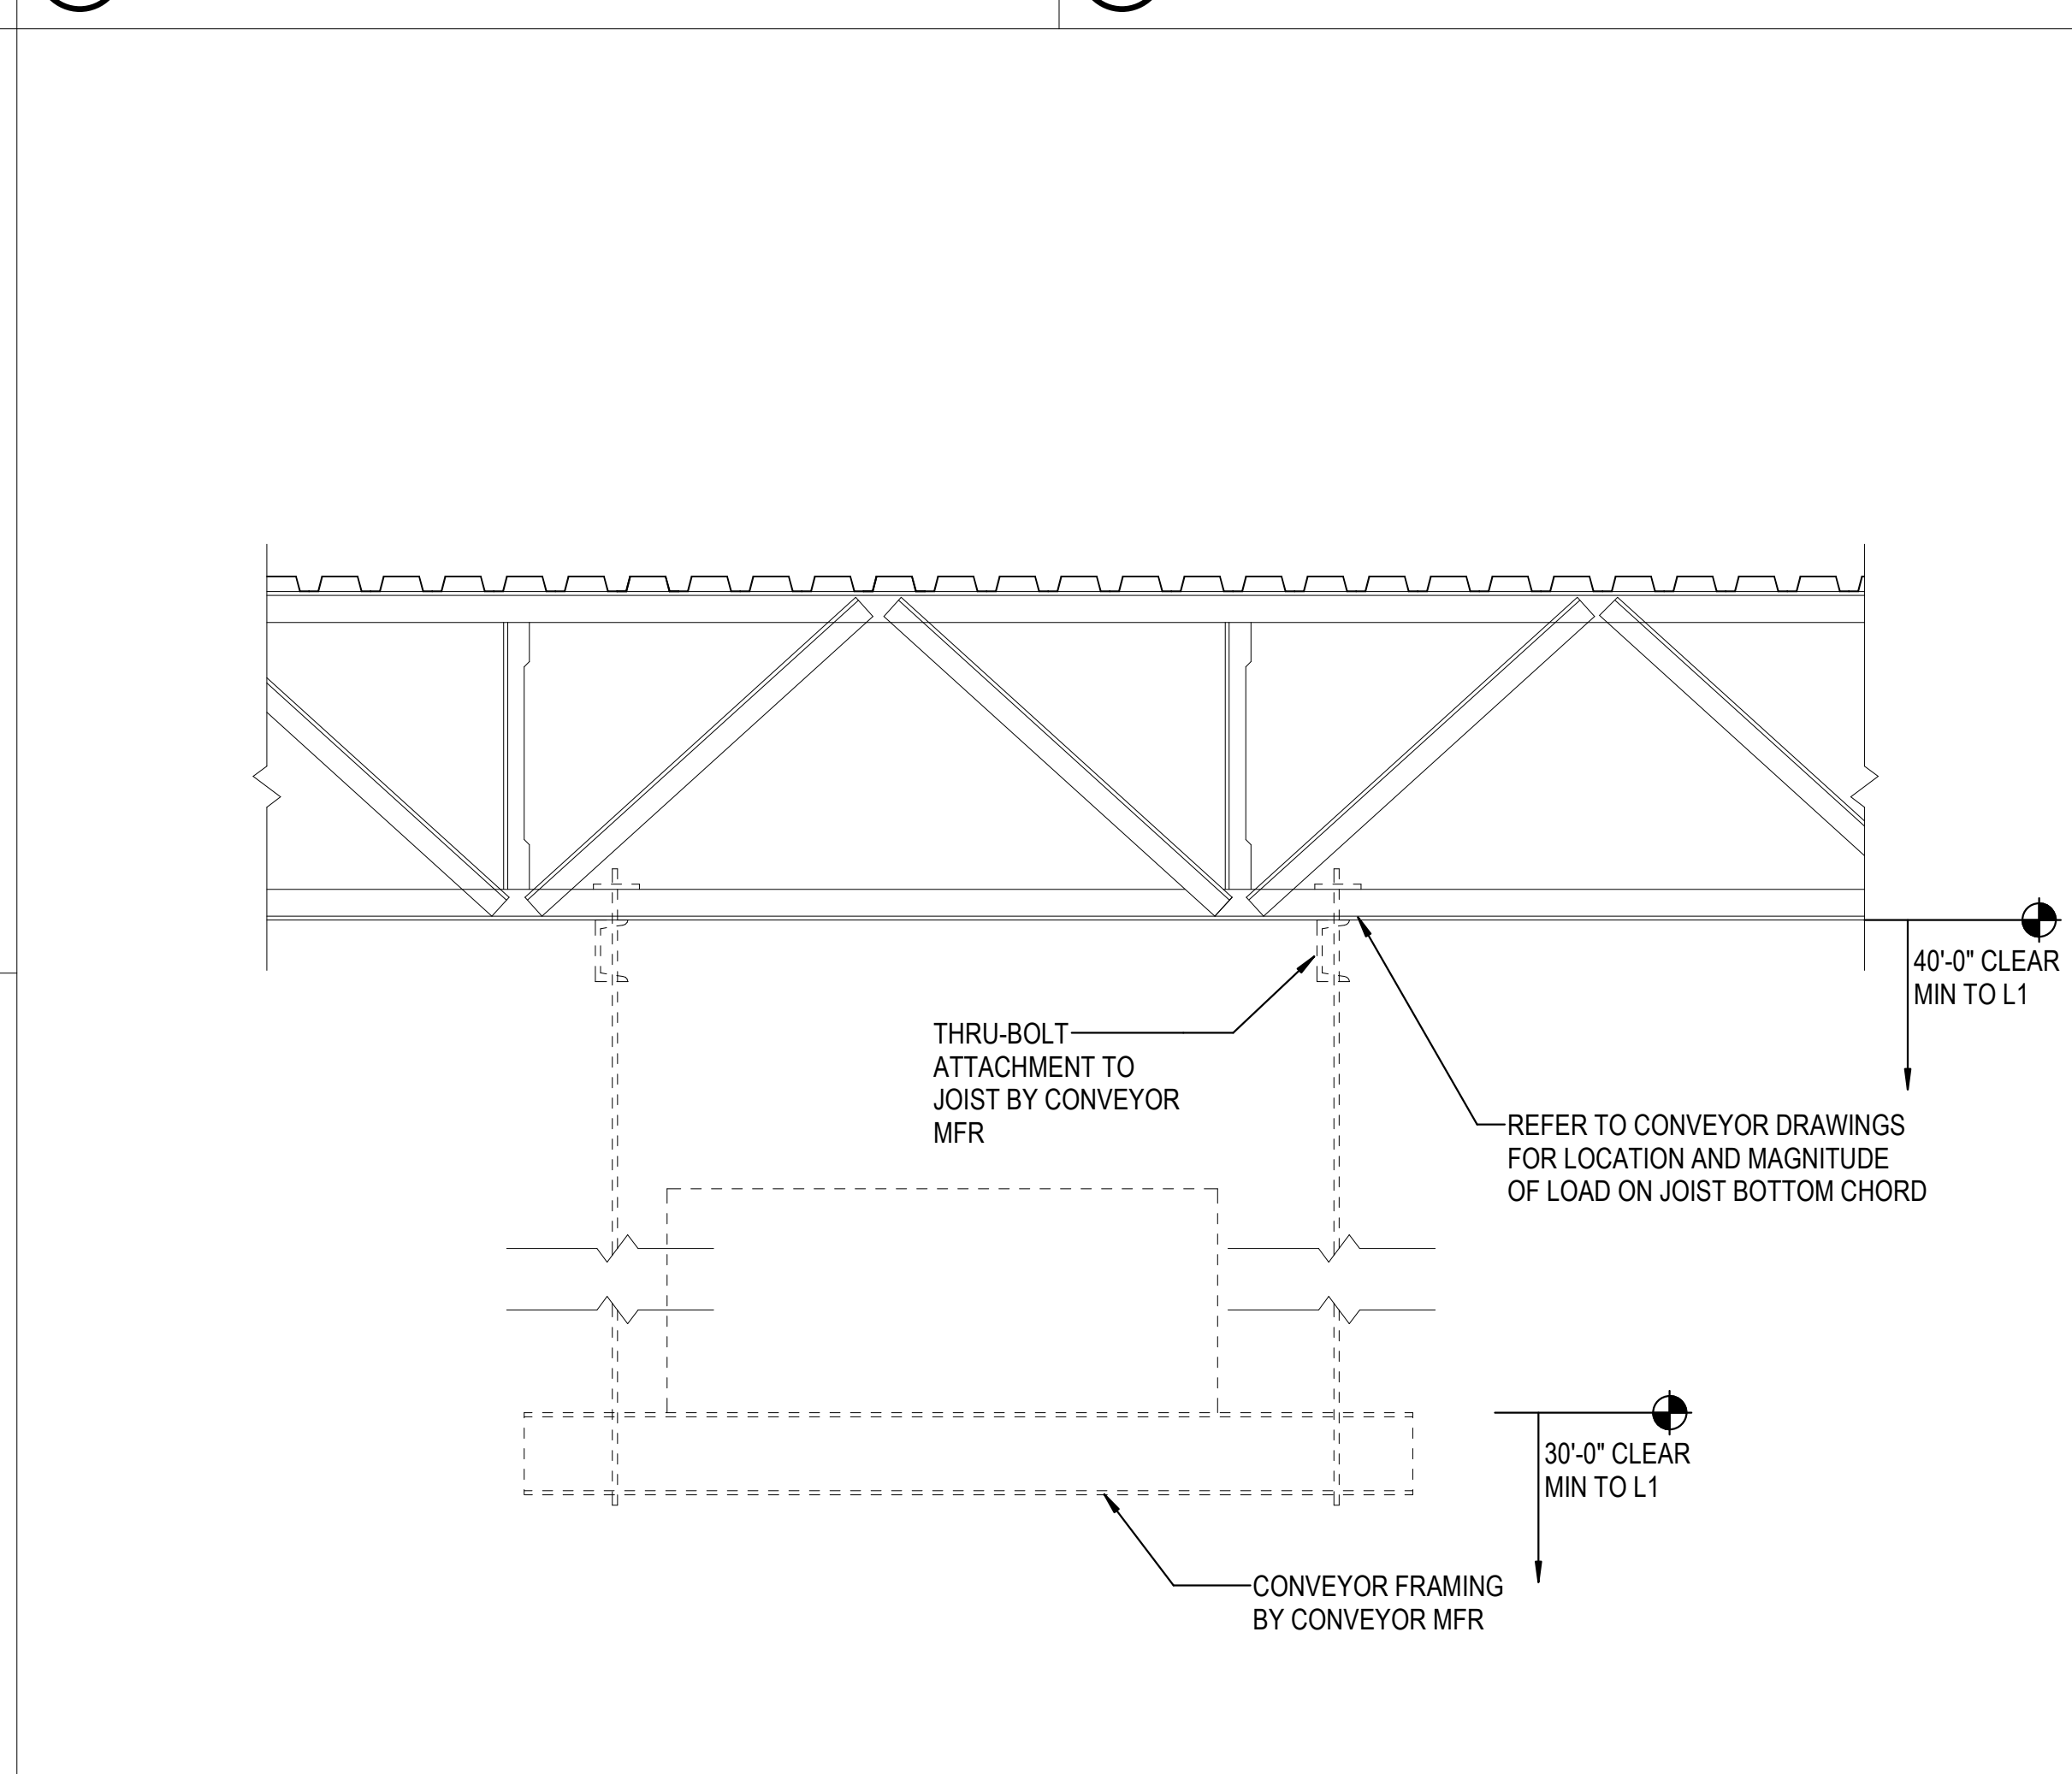 40'-0" CLEAR
MIN TO L1
THRU-BOLT
ATTACHMENT TO
JOIST BY CONVEYOR
MFR
REFER TO CONVEYOR DRAWINGS
FOR LOCATION AND MAGNITUDE
OF LOAD ON JOIST BOTTOM CHORD
30'-0" CLEAR
MIN TO L1
CONVEYOR FRAMING
BY CONVEYOR MFR